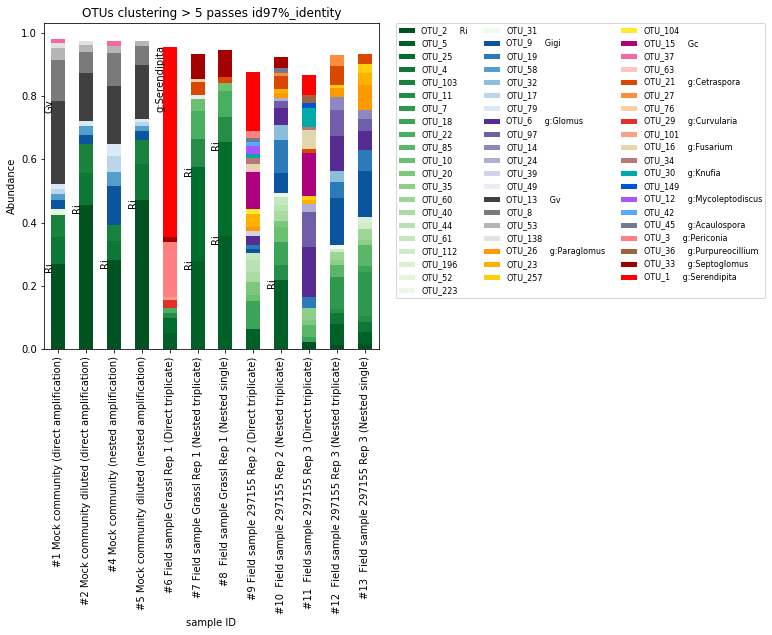 OTUs clustering > 5 passes id97%_identity
1.0
0.8
0.6
0.4
0.2
0.0
Abundance
Ri
Gv
Ri
Ri
Ri
g:Serendipita
Ri
Ri
Ri
Ri
Ri
#1 Mock community (direct amplification)
#2 Mock community diluted (direct amplification)
#4 Mock community (nested amplification)
#5 Mock community diluted (nested amplification)
#6 Field sample Grassl Rep 1 (Direct triplicate)
#7 Field sample Grassl Rep 1 (Nested triplicate)
#8 Field sample Grassl Rep 1 (Nested single)
#9 Field sample 297155 Rep 2 (Direct triplicate)
#10 Field sample 297155 Rep 2 (Nested triplicate)
#11 Field sample 297155 Rep 3 (Direct triplicate)
#12 Field sample 297155 Rep 3 (Nested triplicate)
#13 Field sample 297155 Rep 3 (Nested single)
sample ID
OTU_2 Ri
OTU_5
OTU_25
OTU_4
OTU_103
OTU_11
OTU_7
OTU_18
OTU_22
OTU_85
OTU_10
OTU_20
OTU_35
OTU_60
OTU_40
OTU_44
OTU_61
OTU_112
OTU_196
OTU_52
OTU_223
OTU_31
OTU_9 Gigi
OTU_19
OTU_58
OTU_32
OTU_17
OTU_79
OTU_6 g:Glomus
OTU_97
OTU_14
OTU_24
OTU_39
OTU_49
OTU_13 Gv
OTU_8
OTU_53
OTU_138
OTU_26 g:Paraglomus
OTU_23
OTU_257
OTU_104
OTU_15 Gc
OTU_37
OTU_63
OTU_21 g:Cetraspora
OTU_27
OTU_76
OTU_29 g:Curvularia
OTU_101
OTU_16 g:Fusarium
OTU_34
OTU_30 g:Knufia
OTU_149
OTU_12 g:Mycoleptodiscus
OTU_42
OTU_45 g:Acaulospora
OTU_3 g:Periconia
OTU_36 g:Purpureocillium
OTU_33 g:Septoglomus
OTU_1 g:Serendipita